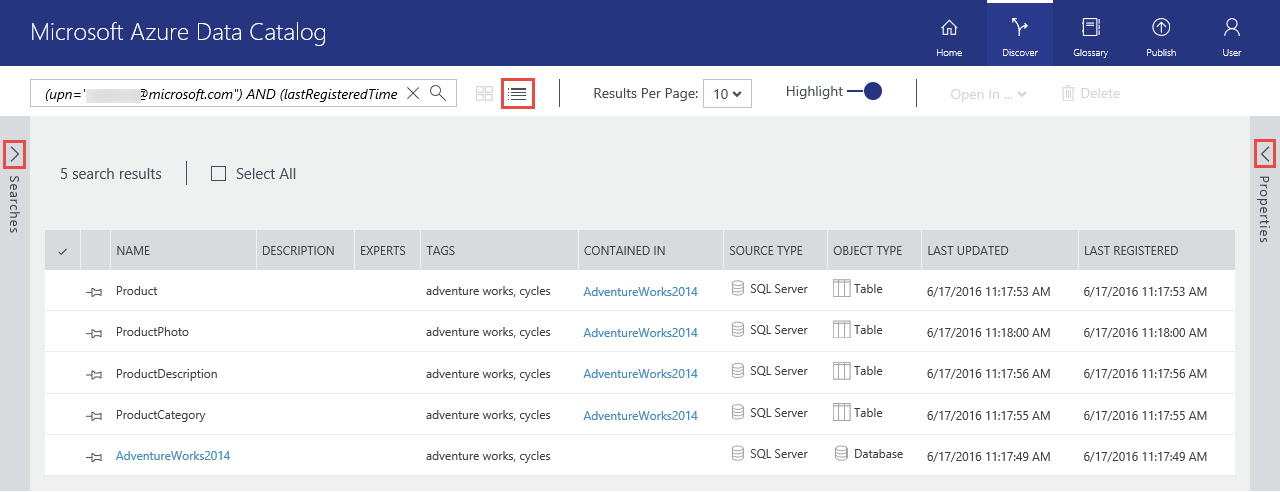 Microsoft Azure Data Catalog
Home
Discover
Glossary
Publish
User
(upn="@microsoft.com") AND (lastRegisteredTime
Results Per Page: 10
Highlight
Open In ...
Delete
Searches
Properties
5 search results
Select All
NAME DESCRIPTION EXPERTS TAGS CONTAINED IN SOURCE TYPE OBJECT TYPE LAST UPDATED LAST REGISTERED
Product adventure works, cycles AdventureWorks2014 SQL Server Table 6/17/2016 11:17:53 AM 6/17/2016 11:17:53 AM
ProductPhoto adventure works, cycles AdventureWorks2014 SQL Server Table 6/17/2016 11:18:00 AM 6/17/2016 11:18:00 AM
ProductDescription adventure works, cycles AdventureWorks2014 SQL Server Table 6/17/2016 11:17:56 AM 6/17/2016 11:17:56 AM
ProductCategory adventure works, cycles AdventureWorks2014 SQL Server Table 6/17/2016 11:17:55 AM 6/17/2016 11:17:55 AM
AdventureWorks2014 adventure works, cycles SQL Server Database 6/17/2016 11:17:49 AM 6/17/2016 11:17:49 AM